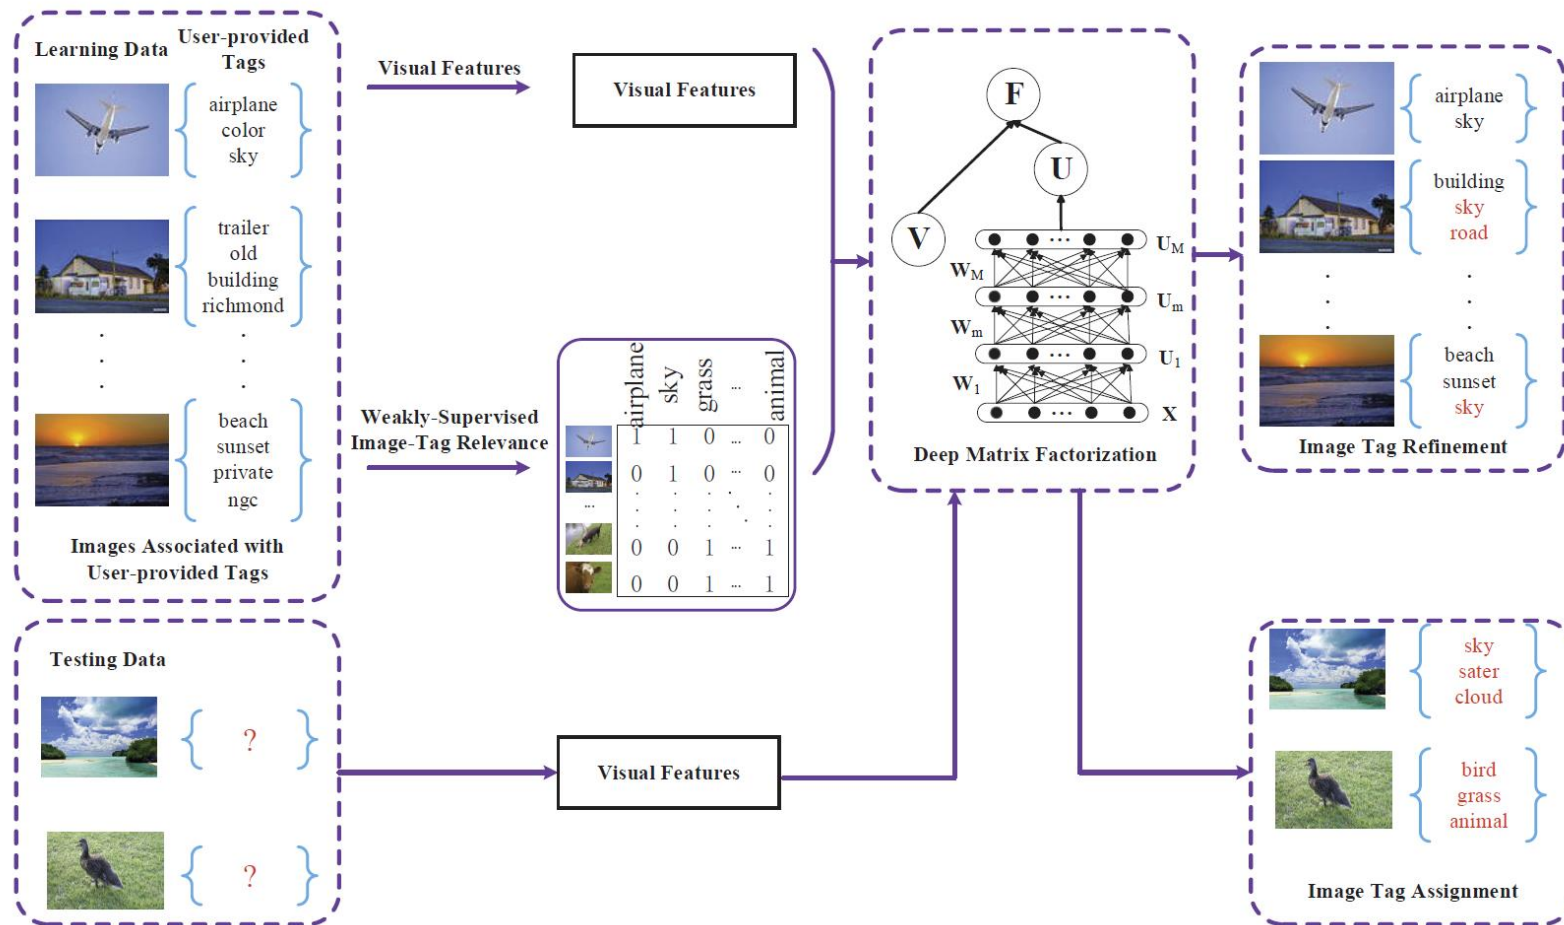 Learning Data
User-provided
Tags
airplane
color
sky
trailer
old
building
richmond
beach
sunset
private
ngc
Images Associated with
User-provided Tags
Visual Features
Visual Features
Weakly-Supervised
Image-Tag Relevance
airplane sky grass ... animal
1 1 0 ... 0
0 1 0 ... 0
...
0 0 1 ... 1
0 0 1 ... 1
F
U
V
U_M
W_M
U_m
W_m
U_1
W_1
X
Deep Matrix Factorization
airplane
sky
building
sky
road
beach
sunset
sky
Image Tag Refinement
Testing Data
?
?
Visual Features
sky
sater
cloud
bird
grass
animal
Image Tag Assignment